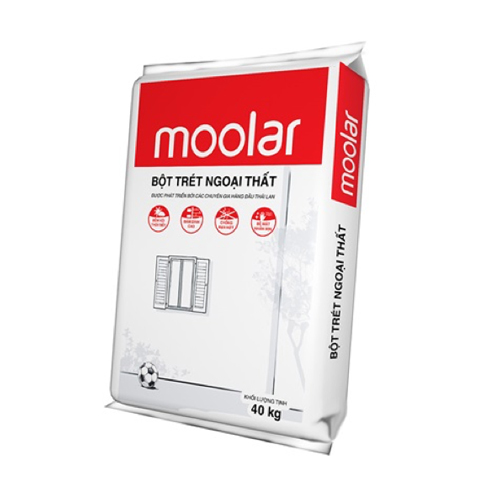 moolar
BỘT TRÉT NGOẠI THẤT
ĐƯỢC PHÁT TRIỂN BỞI CÁC CHUYÊN GIA HÀNG ĐẦU THÁI LAN
KHỐI LƯỢNG TỊNH
40 kg
moolar
BỘT TRÉT NGOẠI THẤT